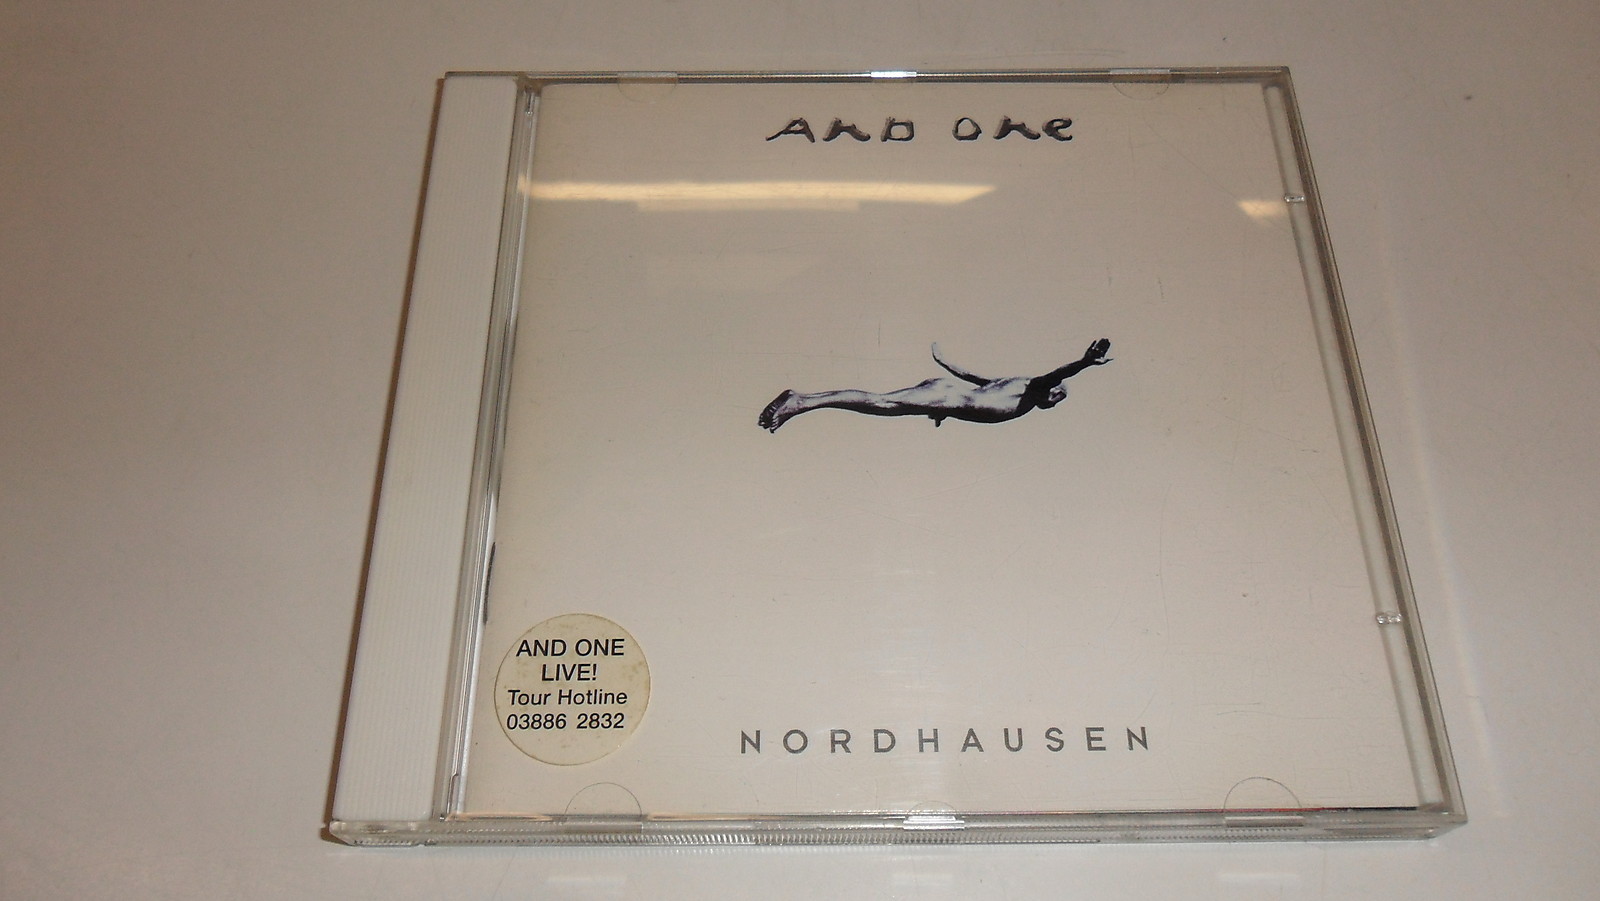 AND ONE
AND ONE
LIVE!
Tour Hotline
03886 2832
NORDHAUSEN